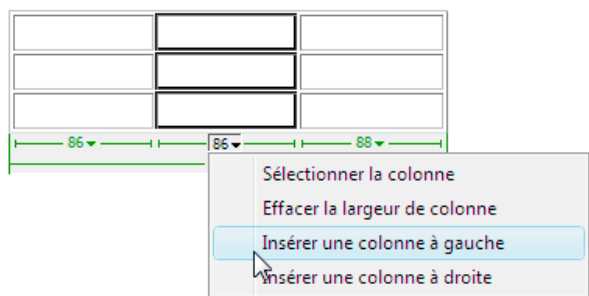 86 86 88
Sélectionner la colonne
Effacer la largeur de colonne
Insérer une colonne à gauche
Insérer une colonne à droite